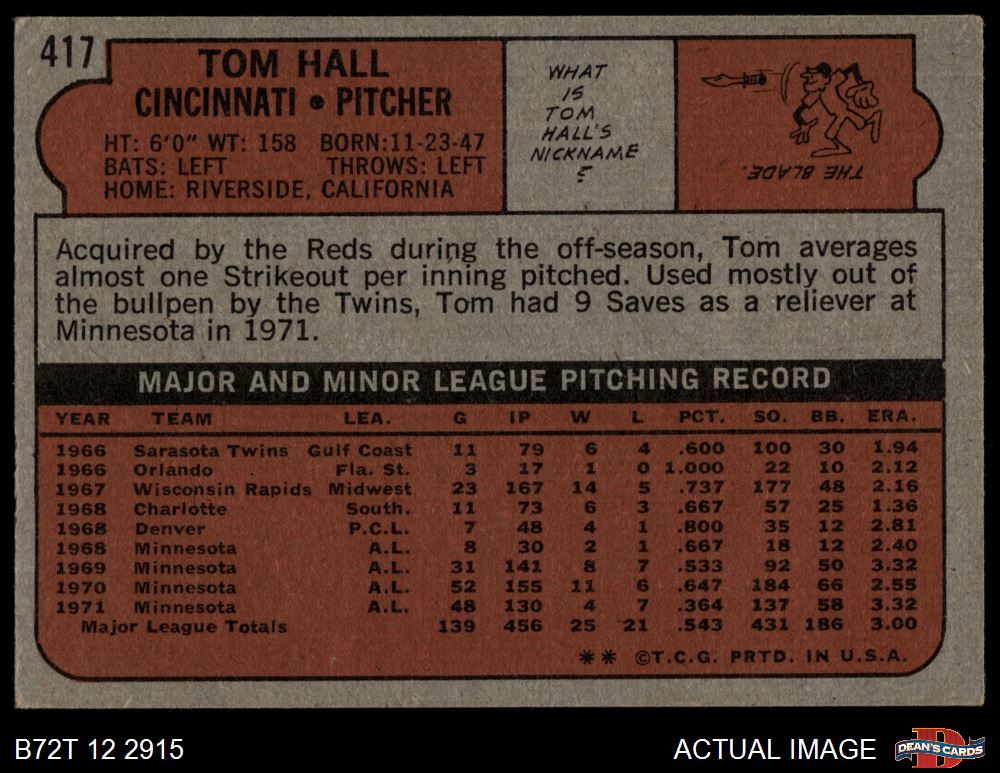 417
TOM HALL
CINCINNATI • PITCHER
HT: 6'0" WT: 158 BORN:11-23-47
BATS: LEFT THROWS: LEFT
HOME: RIVERSIDE, CALIFORNIA
WHAT
IS
TOM
HALL'S
NICKNAME
?
THE BLADE.
Acquired by the Reds during the off-season, Tom averages
almost one Strikeout per inning pitched. Used mostly out of
the bullpen by the Twins, Tom had 9 Saves as a reliever at
Minnesota in 1971.
MAJOR AND MINOR LEAGUE PITCHING RECORD
YEAR TEAM LEA. G IP W L PCT. SO. BB. ERA.
1966 Sarasota Twins Gulf Coast 11 79 6 4 .600 100 30 1.94
1966 Orlando Fla. St. 3 17 1 0 1.000 22 10 2.12
1967 Wisconsin Rapids Midwest 23 167 14 5 .737 177 48 2.16
1968 Charlotte South. 11 73 6 3 .667 57 25 1.36
1968 Denver P.C.L. 7 48 4 1 .800 35 12 2.81
1968 Minnesota A.L. 8 30 2 1 .667 18 12 2.40
1969 Minnesota A.L. 31 141 8 7 .533 92 50 3.32
1970 Minnesota A.L. 52 155 11 6 .647 184 66 2.55
1971 Minnesota A.L. 48 130 4 7 .364 137 58 3.32
Major League Totals 139 456 25 21 .543 431 186 3.00
** ©T.C.G. PRTD. IN U.S.A.
B72T 12 2915
ACTUAL IMAGE
D
DEAN'S CARDS